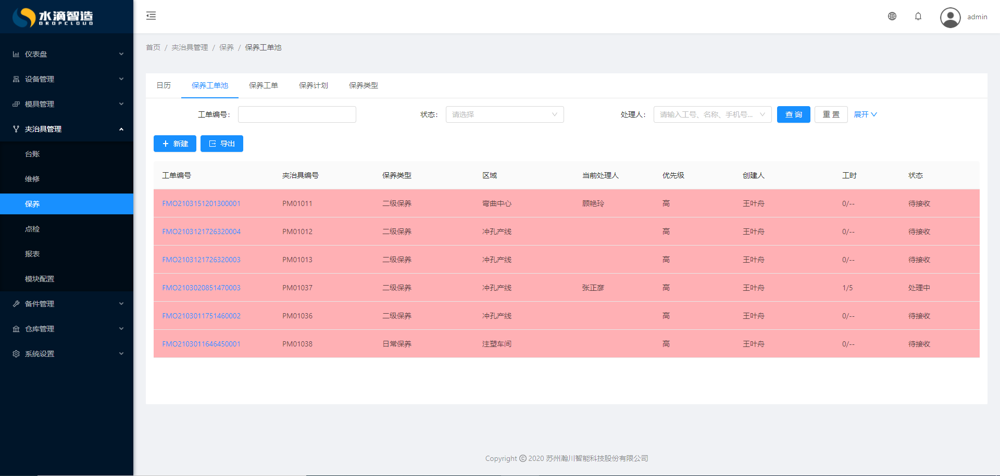 水滴智造
DROPCLOUD
admin
仪表盘
设备管理
模具管理
夹治具管理
台账
维修
保养
点检
报表
模块配置
备件管理
仓库管理
系统设置
首页 / 夹治具管理 / 保养 / 保养工单池
日历 保养工单池 保养工单 保养计划 保养类型
工单编号: 状态: 请选择 处理人: 请输入工号、名称、手机号... 查 询 重 置 展开
新建 导出
工单编号 夹治具编号 保养类型 区域 当前处理人 优先级 创建人 工时 状态
FMO2103151201300001 PM01011 二级保养 弯曲中心 顾艳玲 高 王叶舟 0/-- 待接收
FMO2103121726320004 PM01012 二级保养 冲孔产线 高 王叶舟 0/-- 待接收
FMO2103121726320003 PM01013 二级保养 冲孔产线 高 王叶舟 0/-- 待接收
FMO2103020851470003 PM01037 二级保养 冲孔产线 张正彦 高 王叶舟 1/5 处理中
FMO2103011751460002 PM01036 二级保养 冲孔产线 高 王叶舟 0/-- 待接收
FMO2103011646450001 PM01038 日常保养 注塑车间 高 王叶舟 0/-- 待接收
Copyright © 2020 苏州瀚川智能科技股份有限公司